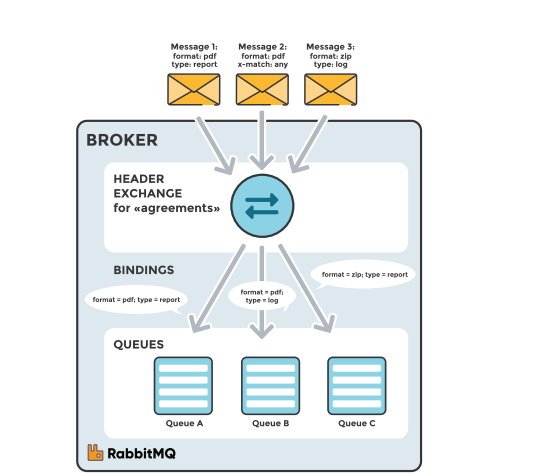 Message 1:
format: pdf
type: report
Message 2:
format: pdf
x-match: any
Message 3:
format: zip
type: log
BROKER
HEADER
EXCHANGE
for «agreements»
BINDINGS
format = pdf; type = report
format = pdf;
type = log
format = zip; type = report
QUEUES
Queue A
Queue B
Queue C
RabbitMQ